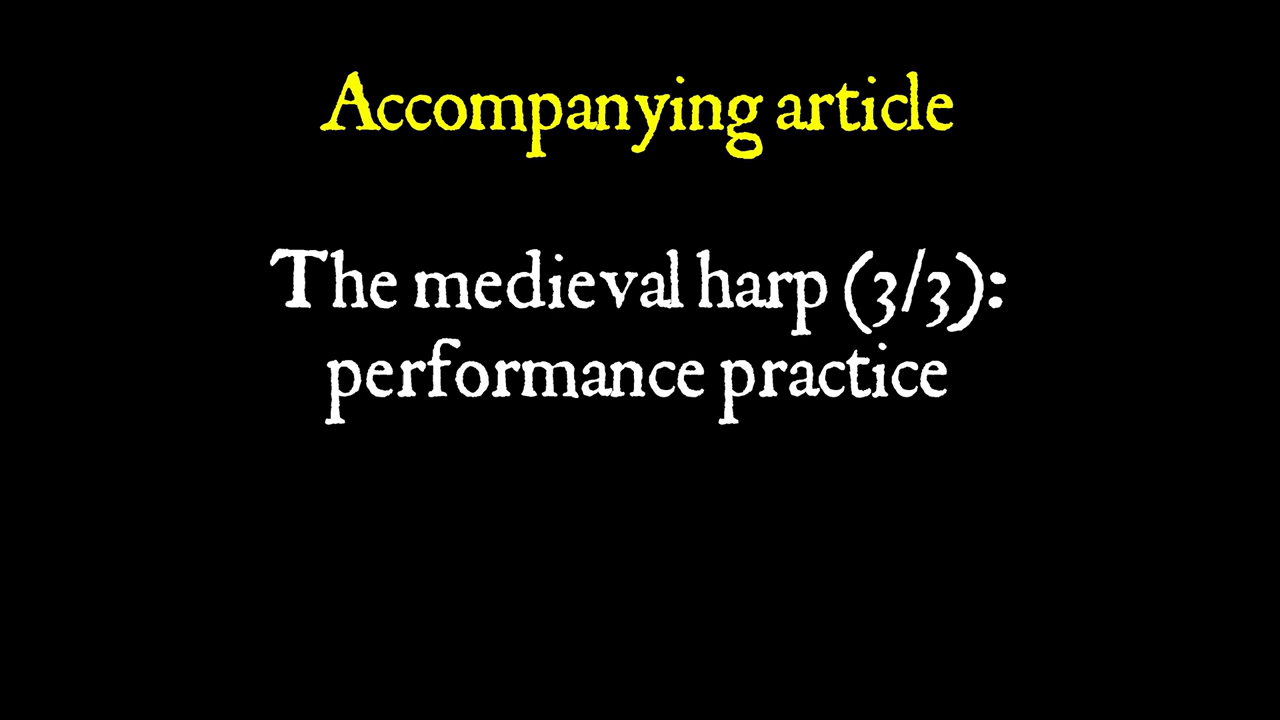 Accompanying article
The medieval harp (3/3):
performance practice